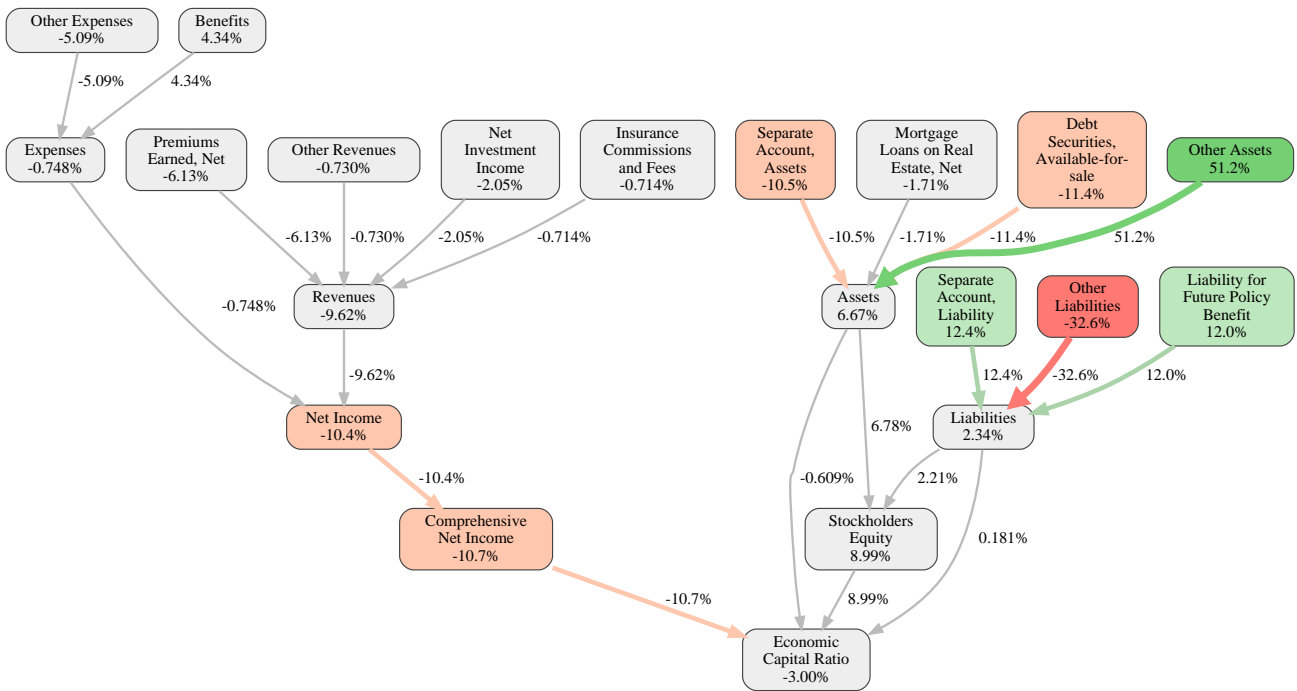 Other Expenses
-5.09%
Benefits
4.34%
-5.09%
4.34%
Expenses
-0.748%
Premiums
Earned, Net
-6.13%
Other Revenues
-0.730%
Net
Investment
Income
-2.05%
Insurance
Commissions
and Fees
-0.714%
Separate
Account,
Assets
-10.5%
Mortgage
Loans on Real
Estate, Net
-1.71%
Debt
Securities,
Available-for-
sale
-11.4%
Other Assets
51.2%
-6.13%
-0.730%
-2.05%
-0.714%
-10.5%
-1.71%
-11.4%
51.2%
-0.748%
Revenues
-9.62%
Assets
6.67%
Separate
Account,
Liability
12.4%
Other
Liabilities
-32.6%
Liability for
Future Policy
Benefit
12.0%
-9.62%
12.4%
-32.6%
12.0%
Net Income
-10.4%
6.78%
Liabilities
2.34%
-10.4%
-0.609%
2.21%
Comprehensive
Net Income
-10.7%
Stockholders
Equity
8.99%
0.181%
-10.7%
8.99%
Economic
Capital Ratio
-3.00%